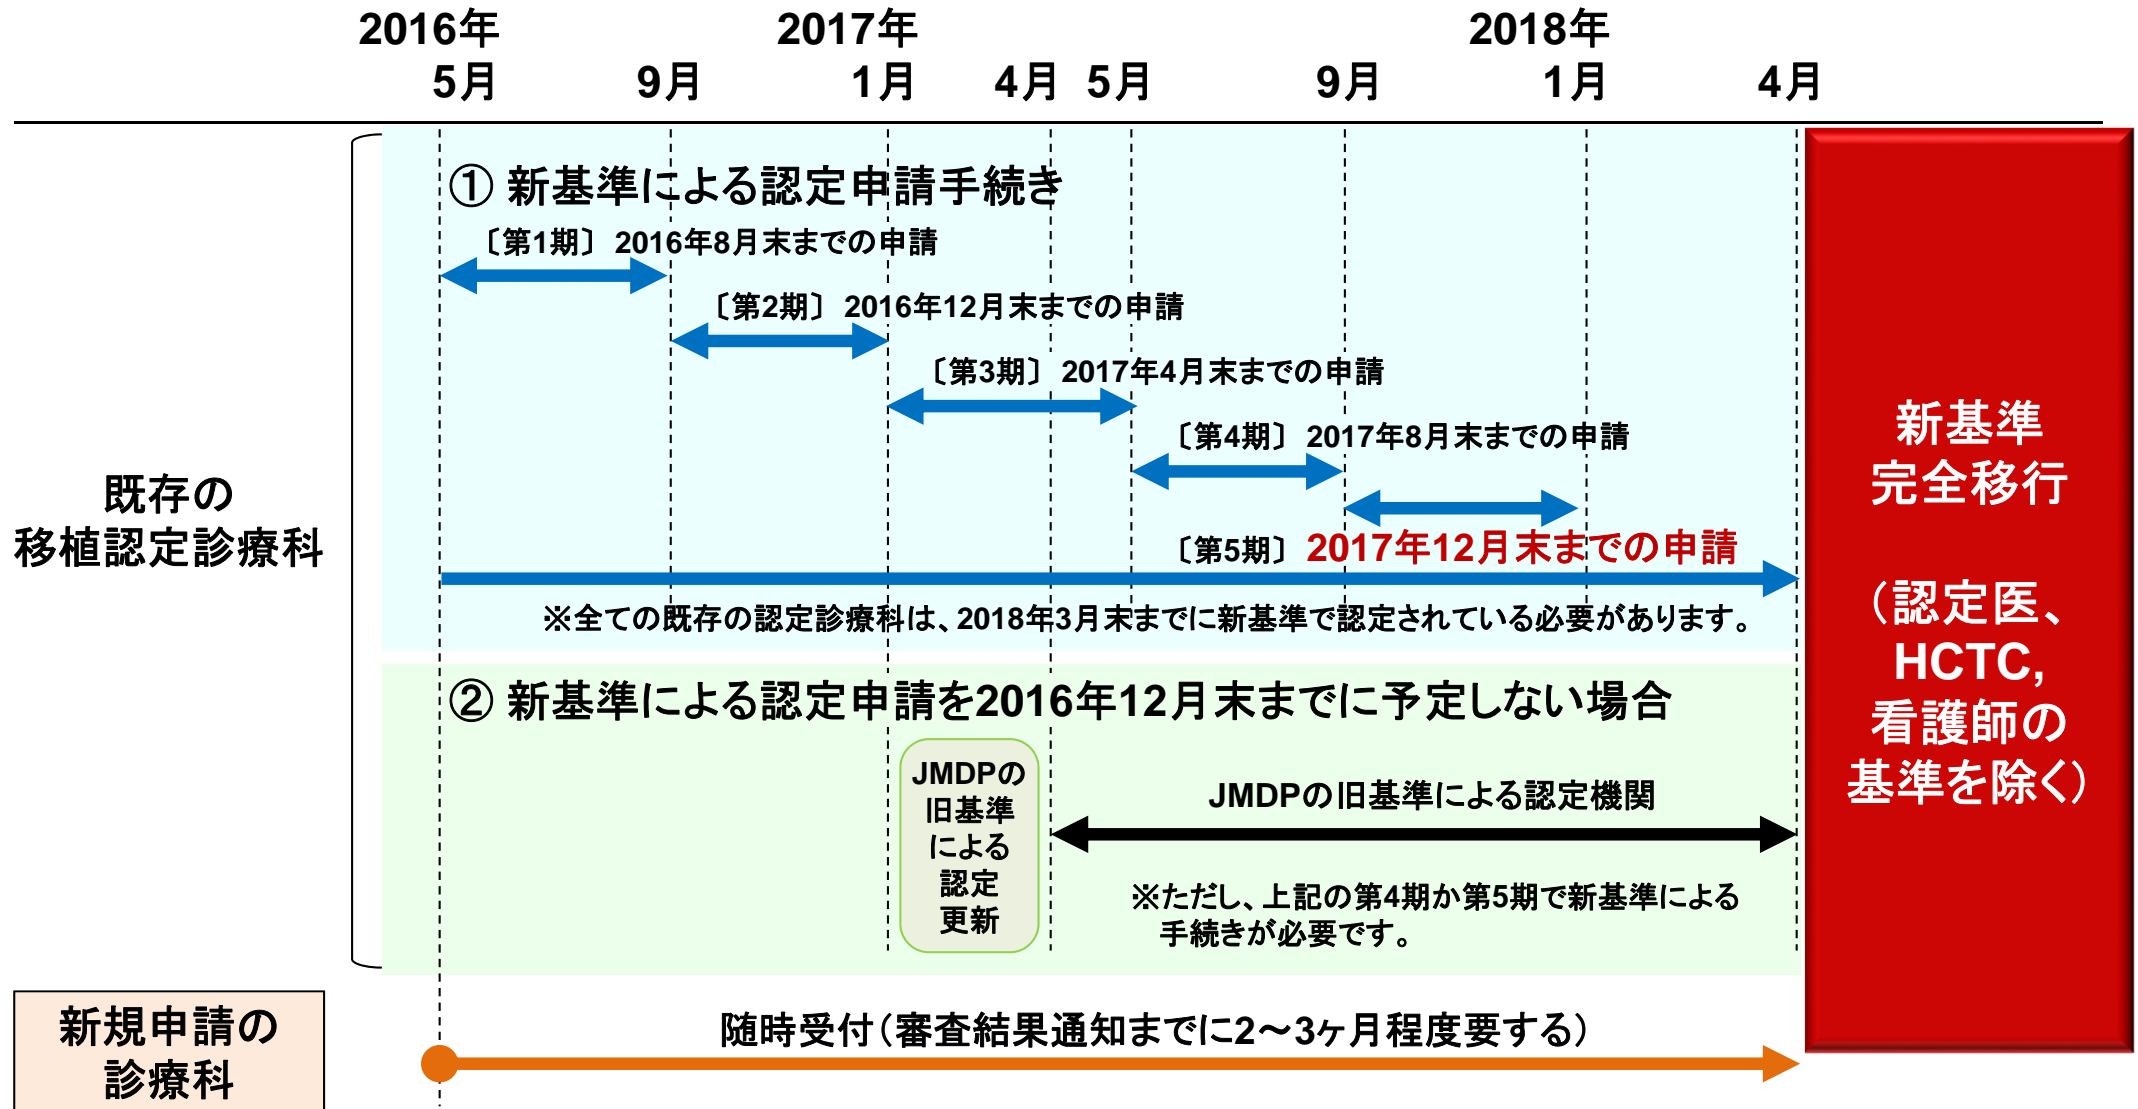 2016年
2017年
2018年
5月
9月
1月
4月
5月
9月
1月
4月
① 新基準による認定申請手続き
〔第1期〕 2016年8月末までの申請
〔第2期〕 2016年12月末までの申請
〔第3期〕 2017年4月末までの申請
〔第4期〕 2017年8月末までの申請
〔第5期〕 2017年12月末までの申請
※全ての既存の認定診療科は、2018年3月末までに新基準で認定されている必要があります。
既存の
移植認定診療科
② 新基準による認定申請を2016年12月末までに予定しない場合
JMDPの
旧基準
による
認定
更新
JMDPの旧基準による認定機関
※ただし、上記の第4期か第5期で新基準による
手続きが必要です。
新基準
完全移行
（認定医、
HCTC,
看護師の
基準を除く）
新規申請の
診療科
随時受付（審査結果通知までに2～3ヶ月程度要する）